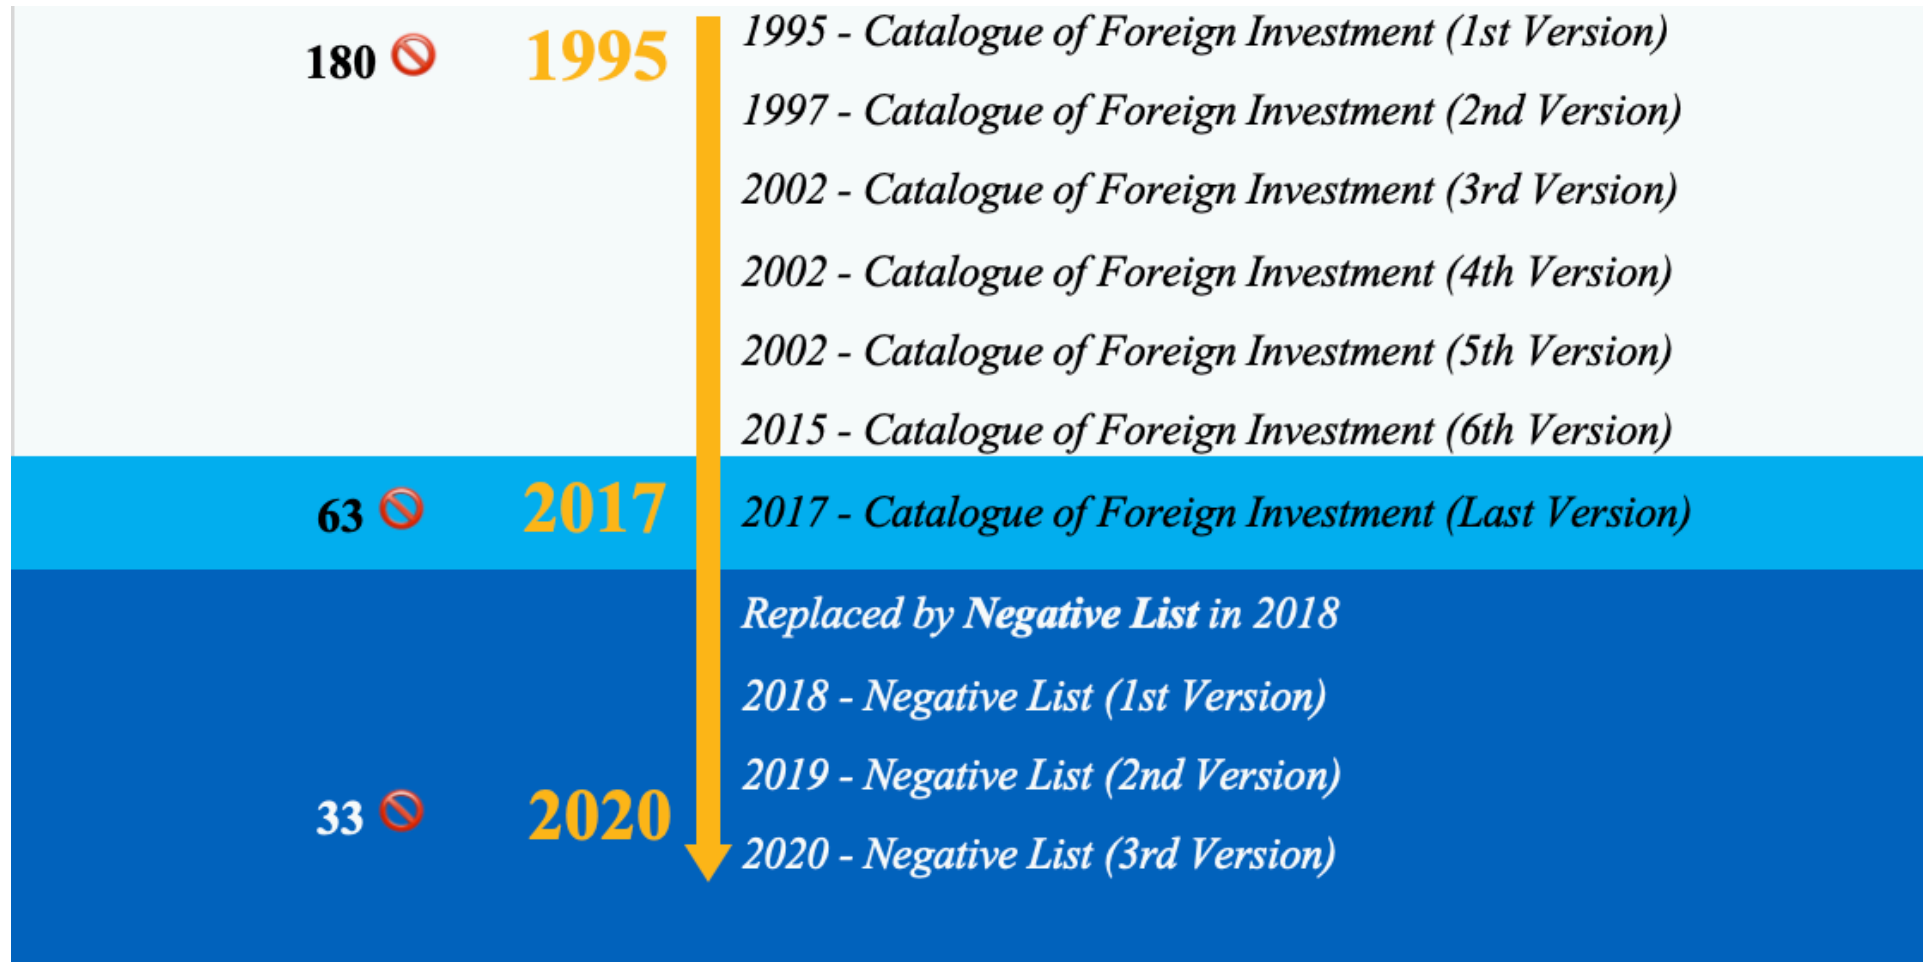 180 🚫 1995
1995 - Catalogue of Foreign Investment (1st Version)
1997 - Catalogue of Foreign Investment (2nd Version)
2002 - Catalogue of Foreign Investment (3rd Version)
2002 - Catalogue of Foreign Investment (4th Version)
2002 - Catalogue of Foreign Investment (5th Version)
2015 - Catalogue of Foreign Investment (6th Version)
63 🚫 2017
2017 - Catalogue of Foreign Investment (Last Version)
Replaced by Negative List in 2018
2018 - Negative List (1st Version)
2019 - Negative List (2nd Version)
33 🚫 2020
2020 - Negative List (3rd Version)